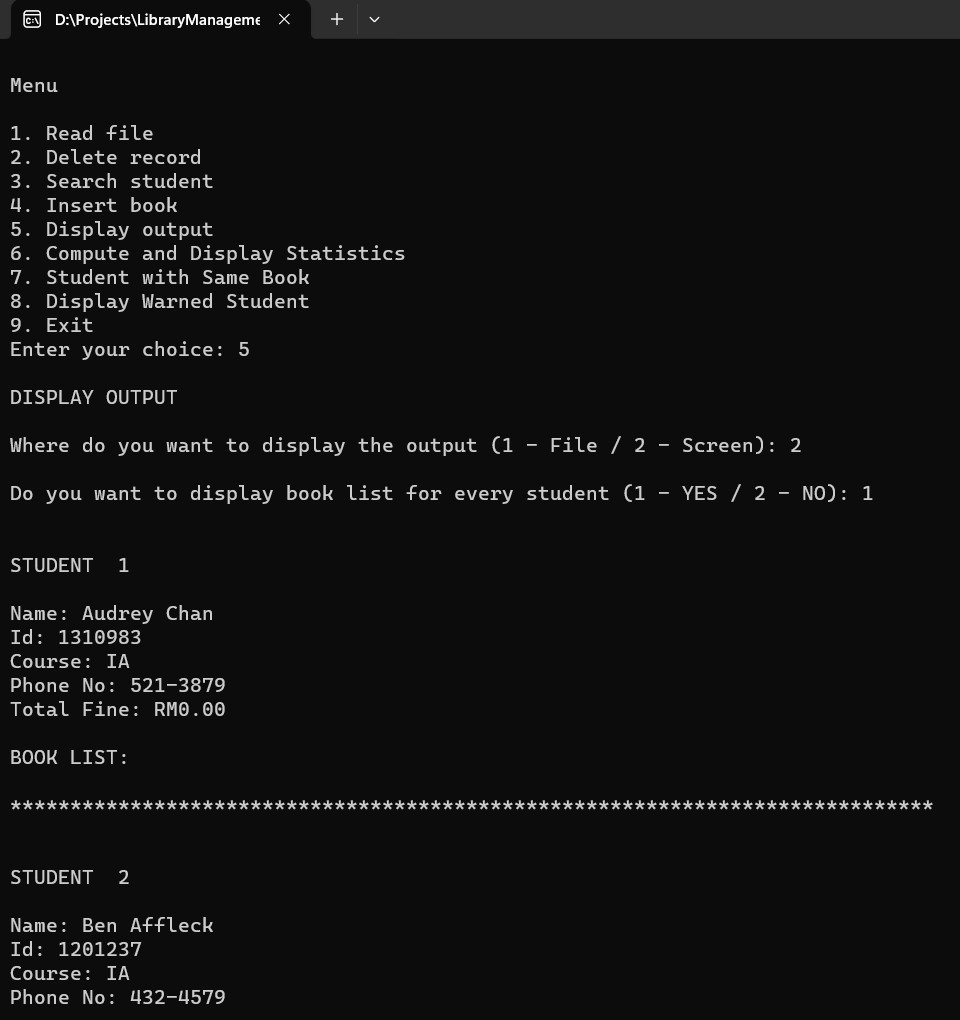 D:\Projects\LibraryManageme
Menu
1. Read file
2. Delete record
3. Search student
4. Insert book
5. Display output
6. Compute and Display Statistics
7. Student with Same Book
8. Display Warned Student
9. Exit
Enter your choice: 5
DISPLAY OUTPUT
Where do you want to display the output (1 - File / 2 - Screen): 2
Do you want to display book list for every student (1 - YES / 2 - NO): 1
STUDENT  1
Name: Audrey Chan
Id: 1310983
Course: IA
Phone No: 521-3879
Total Fine: RM0.00
BOOK LIST:
*****************************************************************************
STUDENT  2
Name: Ben Affleck
Id: 1201237
Course: IA
Phone No: 432-4579